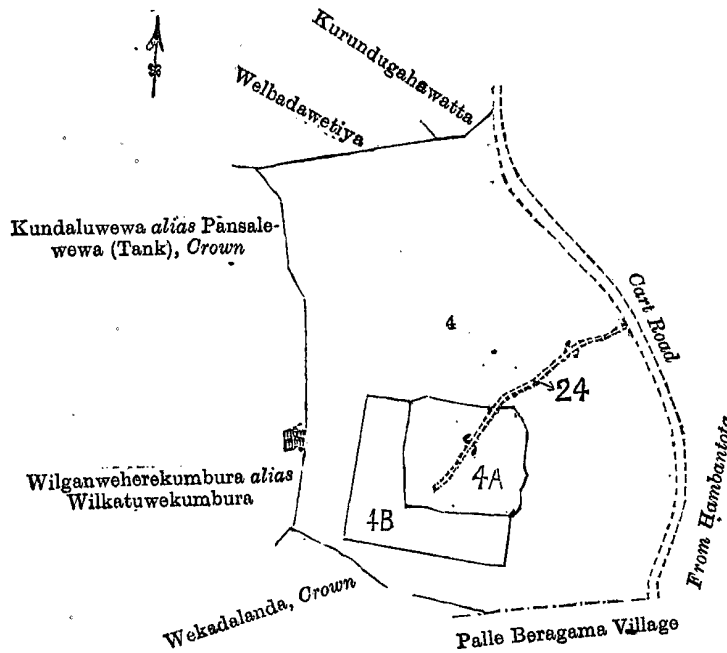 Kurundugahawatta
Welbadawetiya
Kundaluwewa alias Pansale-
wewa (Tank), Crown
Cart Road
4
24
4A
4B
From Hambantota
Wilganweherekumbura alias
Wilkatuwekumbura
Wekadalanda, Crown
Palle Beragama Village